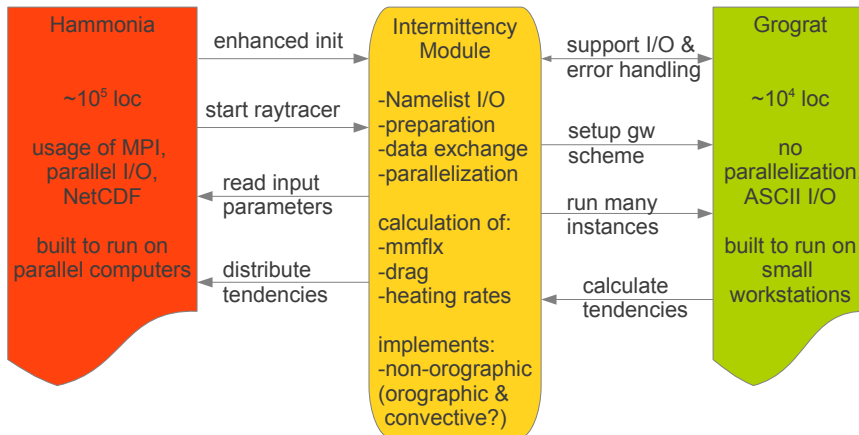 Hammonia
~10⁵ loc
usage of MPI,
parallel I/O,
NetCDF
built to run on
parallel computers
enhanced init
start raytracer
read input
parameters
distribute
tendencies
Intermittency
Module
-Namelist I/O
-preparation
-data exchange
-parallelization
calculation of:
-mmflx
-drag
-heating rates
implements:
-non-orographic
(orographic &
convective?)
support I/O &
error handling
setup gw
scheme
run many
instances
calculate
tendencies
Grograt
~10⁴ loc
no
parallelization
ASCII I/O
built to run on
small
workstations